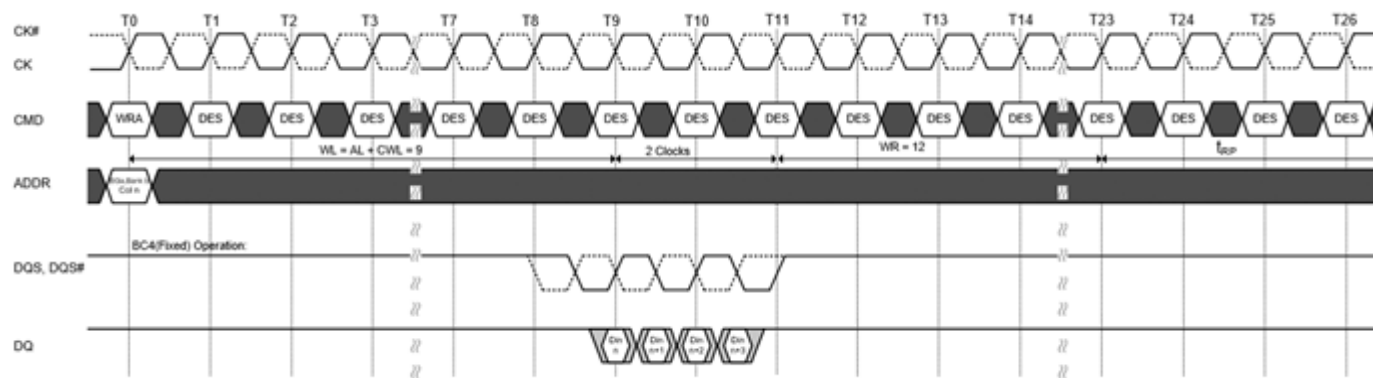 T0 T1 T2 T3 T7 T8 T9 T10 T11 T12 T13 T14 T23 T24 T25 T26
CK#
CK
CMD WRA DES DES DES DES DES DES DES DES DES DES DES DES DES DES DES
WL = AL + CWL = 9 2 Clocks WR = 12
ADDR
Col n
BC4(Fixed) Operation:
DQS, DQS#
DQ
Din Din Din Din
n n+1 n+2 n+3